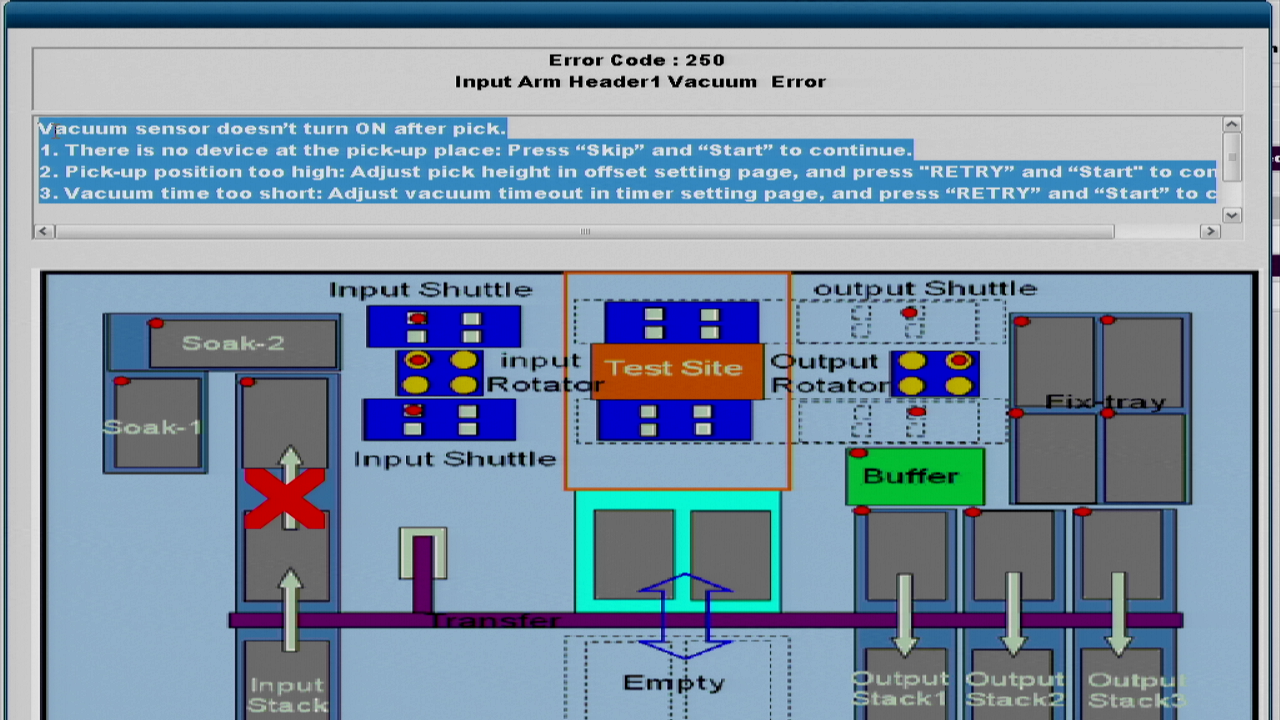 Error Code : 250
Input Arm Header1 Vacuum Error
Vacuum sensor doesn't turn ON after pick.
1. There is no device at the pick-up place: Press “Skip” and “Start” to continue.
2. Pick-up position too high: Adjust pick height in offset setting page, and press "RETRY” and “Start" to con
3. Vacuum time too short: Adjust vacuum timeout in timer setting page, and press “RETRY” and “Start” to c
Input Shuttle
output Shuttle
Soak-2
input
Rotator
Test Site
Output
Rotator
Fix-tray
Soak-1
Input Shuttle
Buffer
Transfer
Empty
Input
Stack
Output
Stack1
Output
Stack2
Output
Stack3